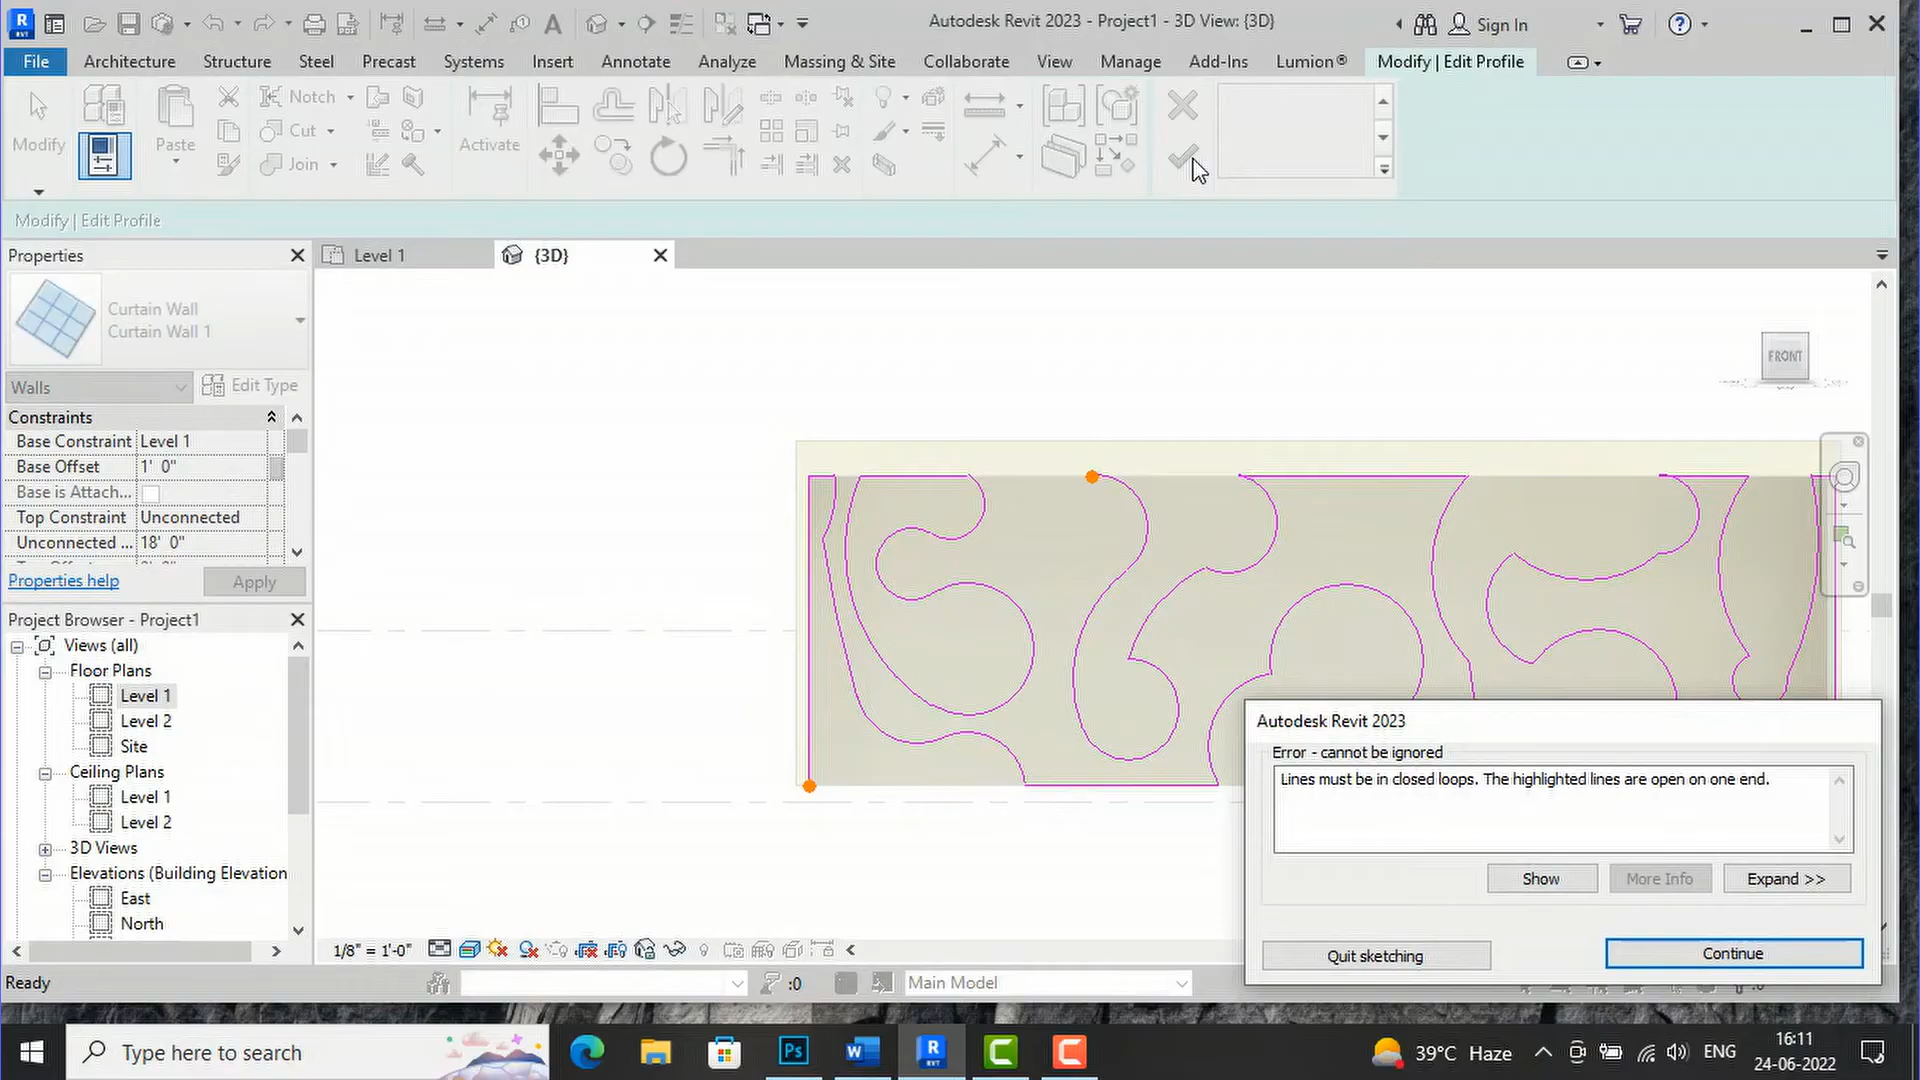 R
RVT
A
Autodesk Revit 2023 - Project1 - 3D View: {3D}
Sign In
?
File
Architecture
Structure
Steel
Precast
Systems
Insert
Annotate
Analyze
Massing & Site
Collaborate
View
Manage
Add-Ins
Lumion®
Modify | Edit Profile
Modify
Paste
Notch
Cut
Join
Activate
Modify | Edit Profile
Properties
Level 1
{3D}
Curtain Wall
Curtain Wall 1
Walls
Edit Type
Constraints
Base Constraint Level 1
Base Offset 1' 0"
Base is Attach...
Top Constraint Unconnected
Unconnected ... 18' 0"
Properties help
Apply
FRONT
Project Browser - Project1
Views (all)
Floor Plans
Level 1
Level 2
Site
Ceiling Plans
Level 1
Level 2
3D Views
Elevations (Building Elevation
East
North
Autodesk Revit 2023
Error - cannot be ignored
Lines must be in closed loops. The highlighted lines are open on one end.
Show
More Info
Expand >>
Quit sketching
Continue
1/8" = 1'-0"
Ready
:0
Main Model
Type here to search
Ps
W
R
RVT
C
C
39°C Haze
ENG
16:11
24-06-2022